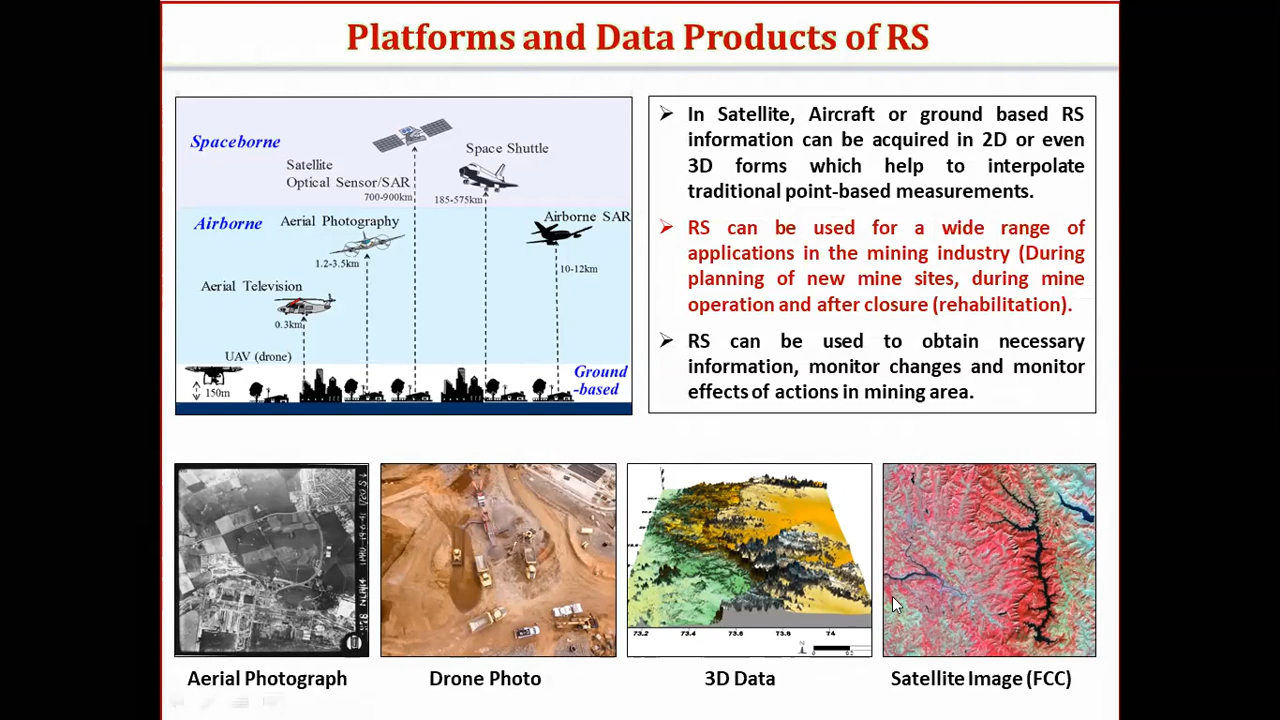 Platforms and Data Products of RS
Spaceborne
Satellite
Optical Sensor/SAR
700-900km
Space Shuttle
185-575km
Airborne
Aerial Photography
1.2-3.5km
Airborne SAR
10-12km
Aerial Television
0.3km
UAV (drone)
150m
Ground
-based
➢ In Satellite, Aircraft or ground based RS
information can be acquired in 2D or even
3D forms which help to interpolate
traditional point-based measurements.
➢ RS can be used for a wide range of
applications in the mining industry (During
planning of new mine sites, during mine
operation and after closure (rehabilitation).
➢ RS can be used to obtain necessary
information, monitor changes and monitor
effects of actions in mining area.
73.2 73.4 73.6 73.8 74
Aerial Photograph
Drone Photo
3D Data
Satellite Image (FCC)